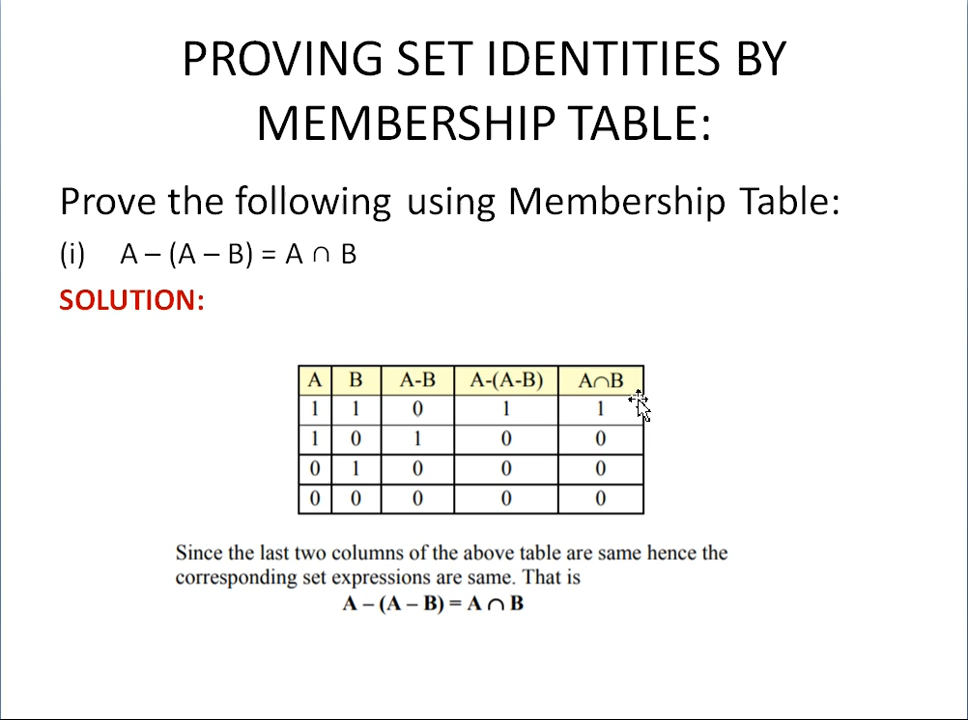 PROVING SET IDENTITIES BY
MEMBERSHIP TABLE:
Prove the following using Membership Table:
(i) A – (A – B) = A ∩ B
SOLUTION:
A B A-B A-(A-B) A∩B
1 1 0 1 1
1 0 1 0 0
0 1 0 0 0
0 0 0 0 0
Since the last two columns of the above table are same hence the
corresponding set expressions are same. That is
A – (A – B) = A ∩ B